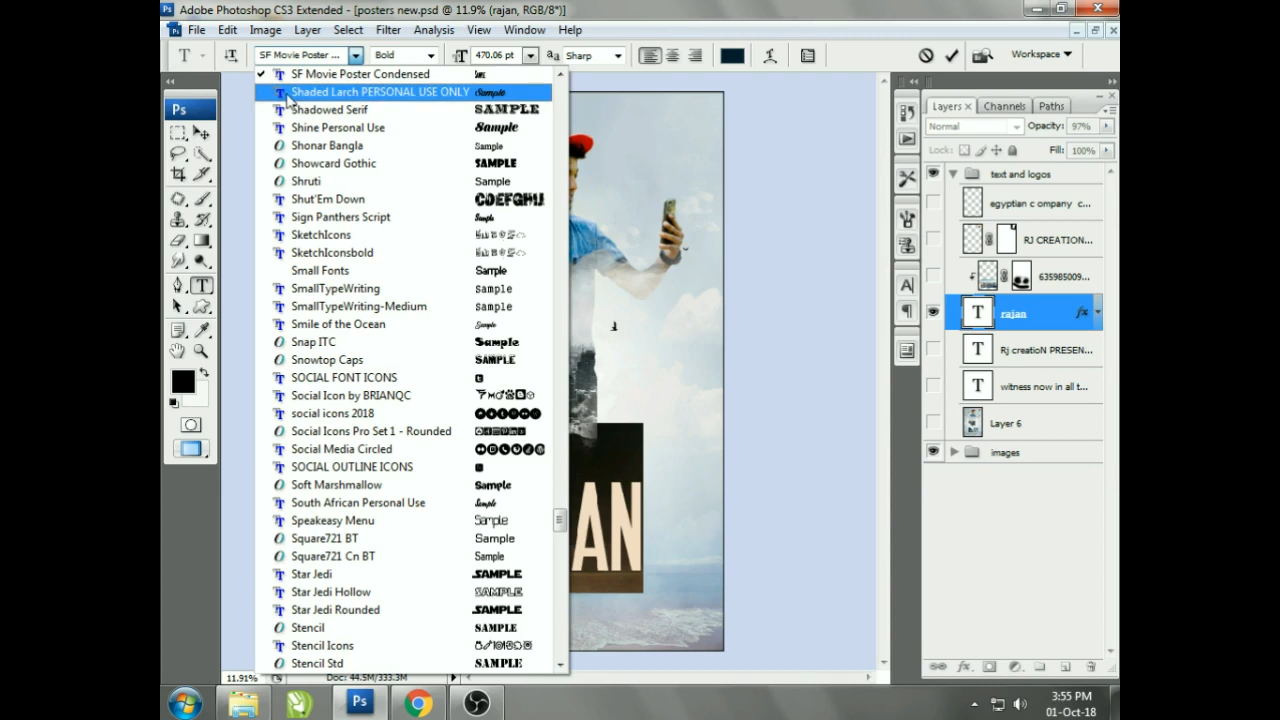 Adobe Photoshop CS3 Extended - [posters new.psd @ 11.9% (rajan, RGB/8*)]
File Edit Image Layer Select Filter Analysis View Window Help
SF Movie Poster ... Bold 470.06 pt Sharp Workspace
SF Movie Poster Condensed
Shaded Larch PERSONAL USE ONLY Sample
Shadowed Serif SAMPLE
Shine Personal Use Sample
Shonar Bangla Sample
Showcard Gothic SAMPLE
Shruti Sample
Shut'Em Down CDEFGHIJ
Sign Panthers Script Sample
SketchIcons
SketchIconsbold
Small Fonts Sample
SmallTypeWriting Sample
SmallTypeWriting-Medium Sample
Smile of the Ocean Sample
Snap ITC Sample
Snowtop Caps SAMPLE
SOCIAL FONT ICONS
Social Icon by BRIANQC
social icons 2018
Social Icons Pro Set 1 - Rounded
Social Media Circled
SOCIAL OUTLINE ICONS
Soft Marshmallow Sample
South African Personal Use Sample
Speakeasy Menu Sample
Square721 BT Sample
Square721 Cn BT Sample
Star Jedi SAMPLE
Star Jedi Hollow SAMPLE
Star Jedi Rounded SAMPLE
Stencil SAMPLE
Stencil Icons
Stencil Std SAMPLE
Ps
AN
Layers Channels Paths
Normal Opacity: 97%
Lock: Fill: 100%
text and logos
egyptian c ompany c...
RJ CREATION...
635985009...
rajan fx
Rj creatioN PRESEN...
witness now in all t...
Layer 6
images
11.91% Doc: 44.5M/333.3M
Ps
3:55 PM
01-Oct-18